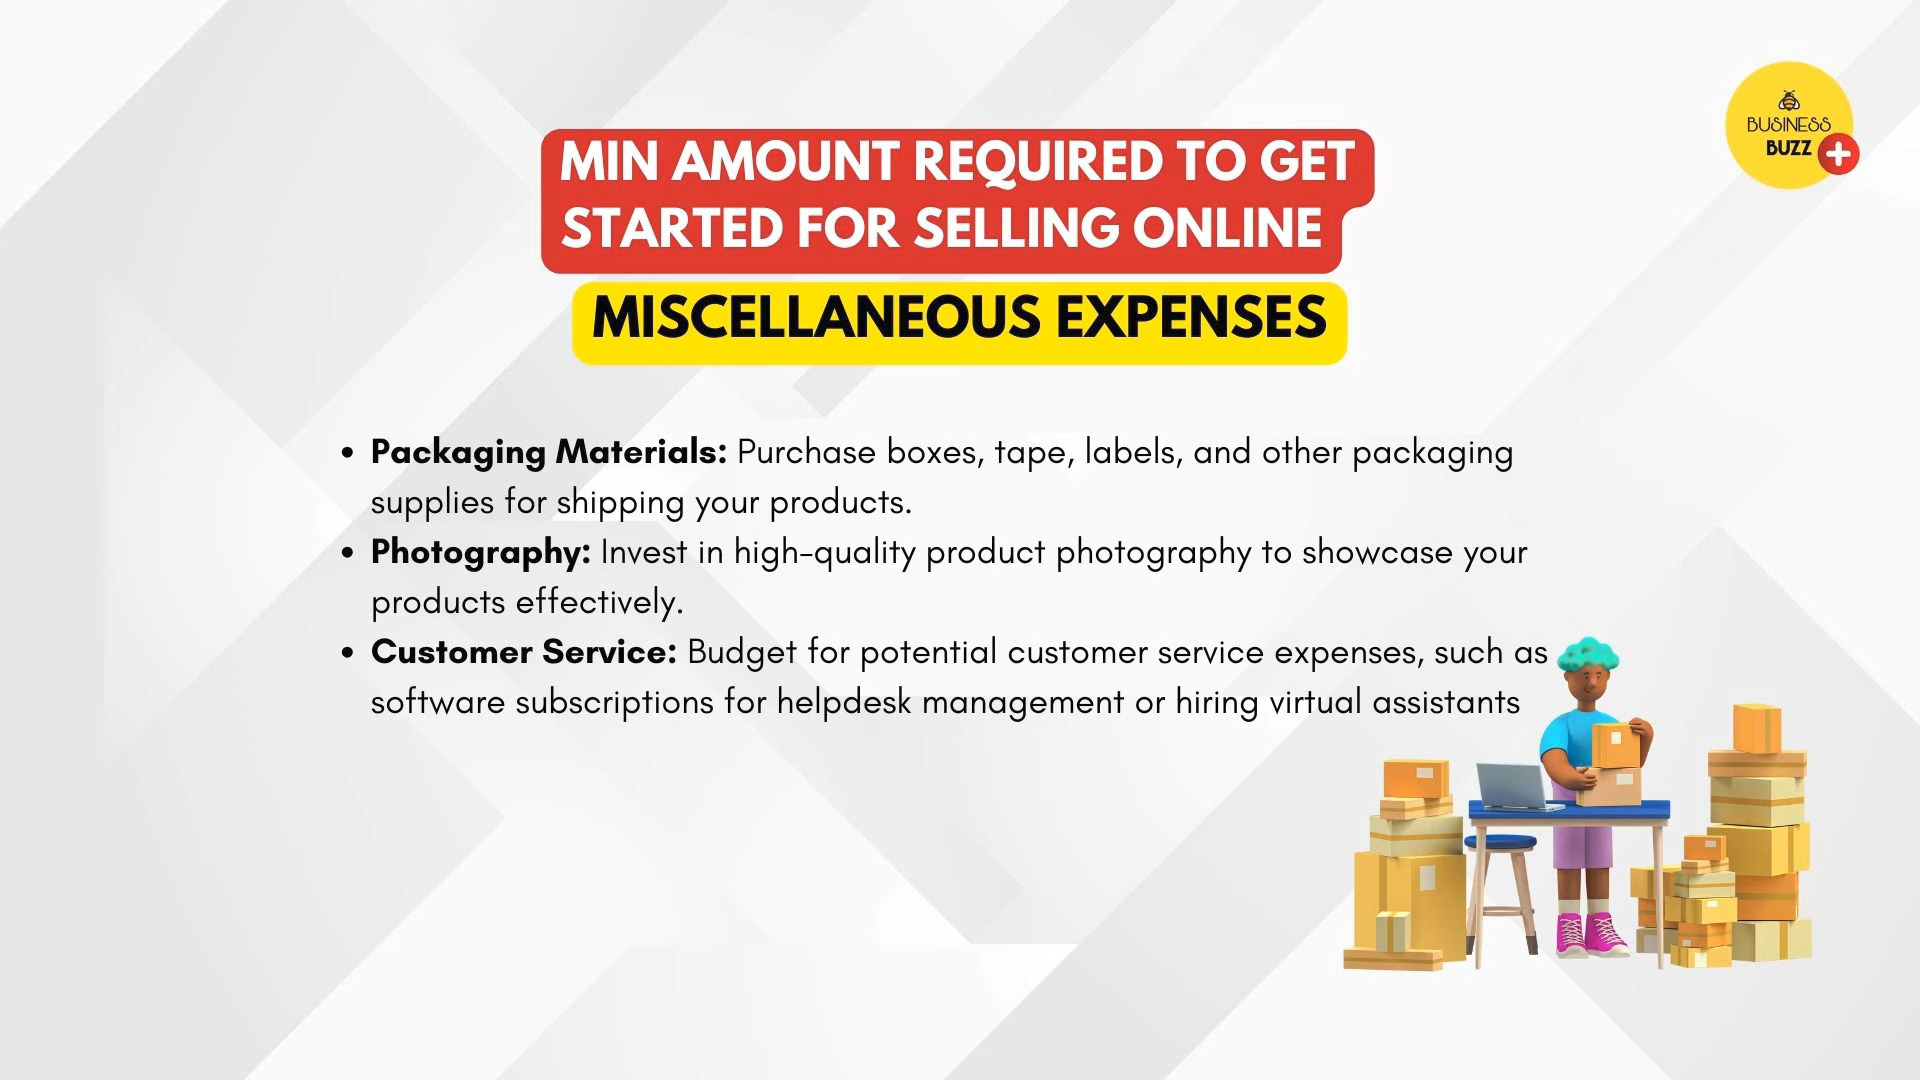 BUSINESS
BUZZ
MIN AMOUNT REQUIRED TO GET
STARTED FOR SELLING ONLINE
MISCELLANEOUS EXPENSES
• Packaging Materials: Purchase boxes, tape, labels, and other packaging
supplies for shipping your products.
• Photography: Invest in high-quality product photography to showcase your
products effectively.
• Customer Service: Budget for potential customer service expenses, such as
software subscriptions for helpdesk management or hiring virtual assistants